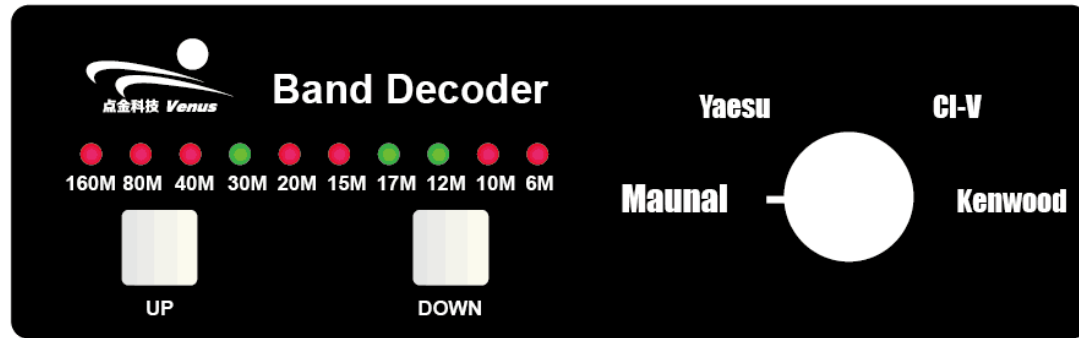 点金科技 Venus
Band Decoder
160M 80M 40M 30M 20M 15M 17M 12M 10M 6M
UP DOWN
Yaesu CI-V
Maunal Kenwood